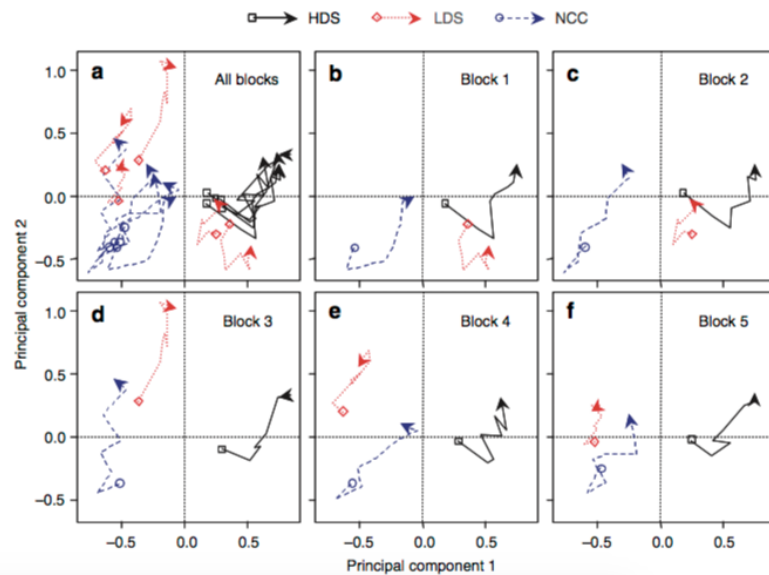 HDS LDS NCC
a All blocks b Block 1 c Block 2
1.0
0.5
0.0
−0.5
d Block 3 e Block 4 f Block 5
1.0
0.5
0.0
−0.5
Principal component 2
−0.5 0.0 0.5 −0.5 0 0.5 −0.5 0 0.5
Principal component 1